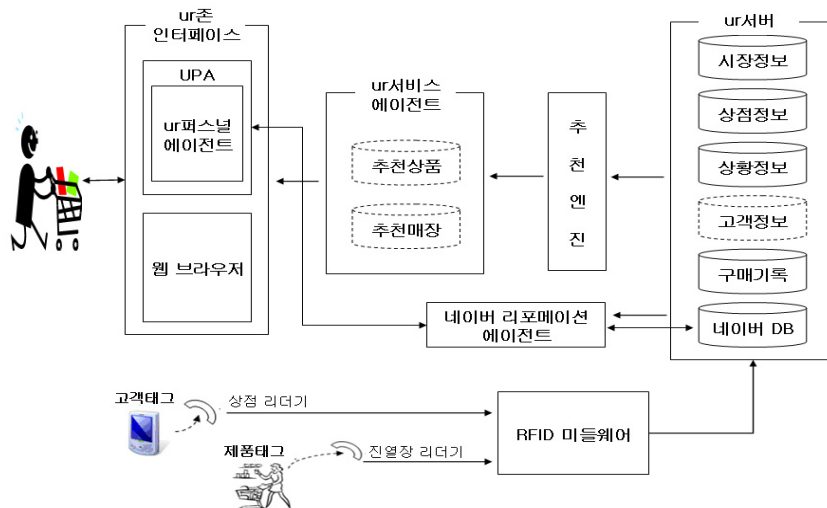 ur존
인터페이스
UPA
ur퍼스널
에이전트
웹 브라우저
ur서비스
에이전트
추천상품
추천매장
추
천
엔
진
네이버 리포메이션
에이전트
ur서버
시장정보
상점정보
상황정보
고객정보
구매기록
네이버 DB
고객태그
상점 리더기
제품태그
진열장 리더기
RFID 미들웨어